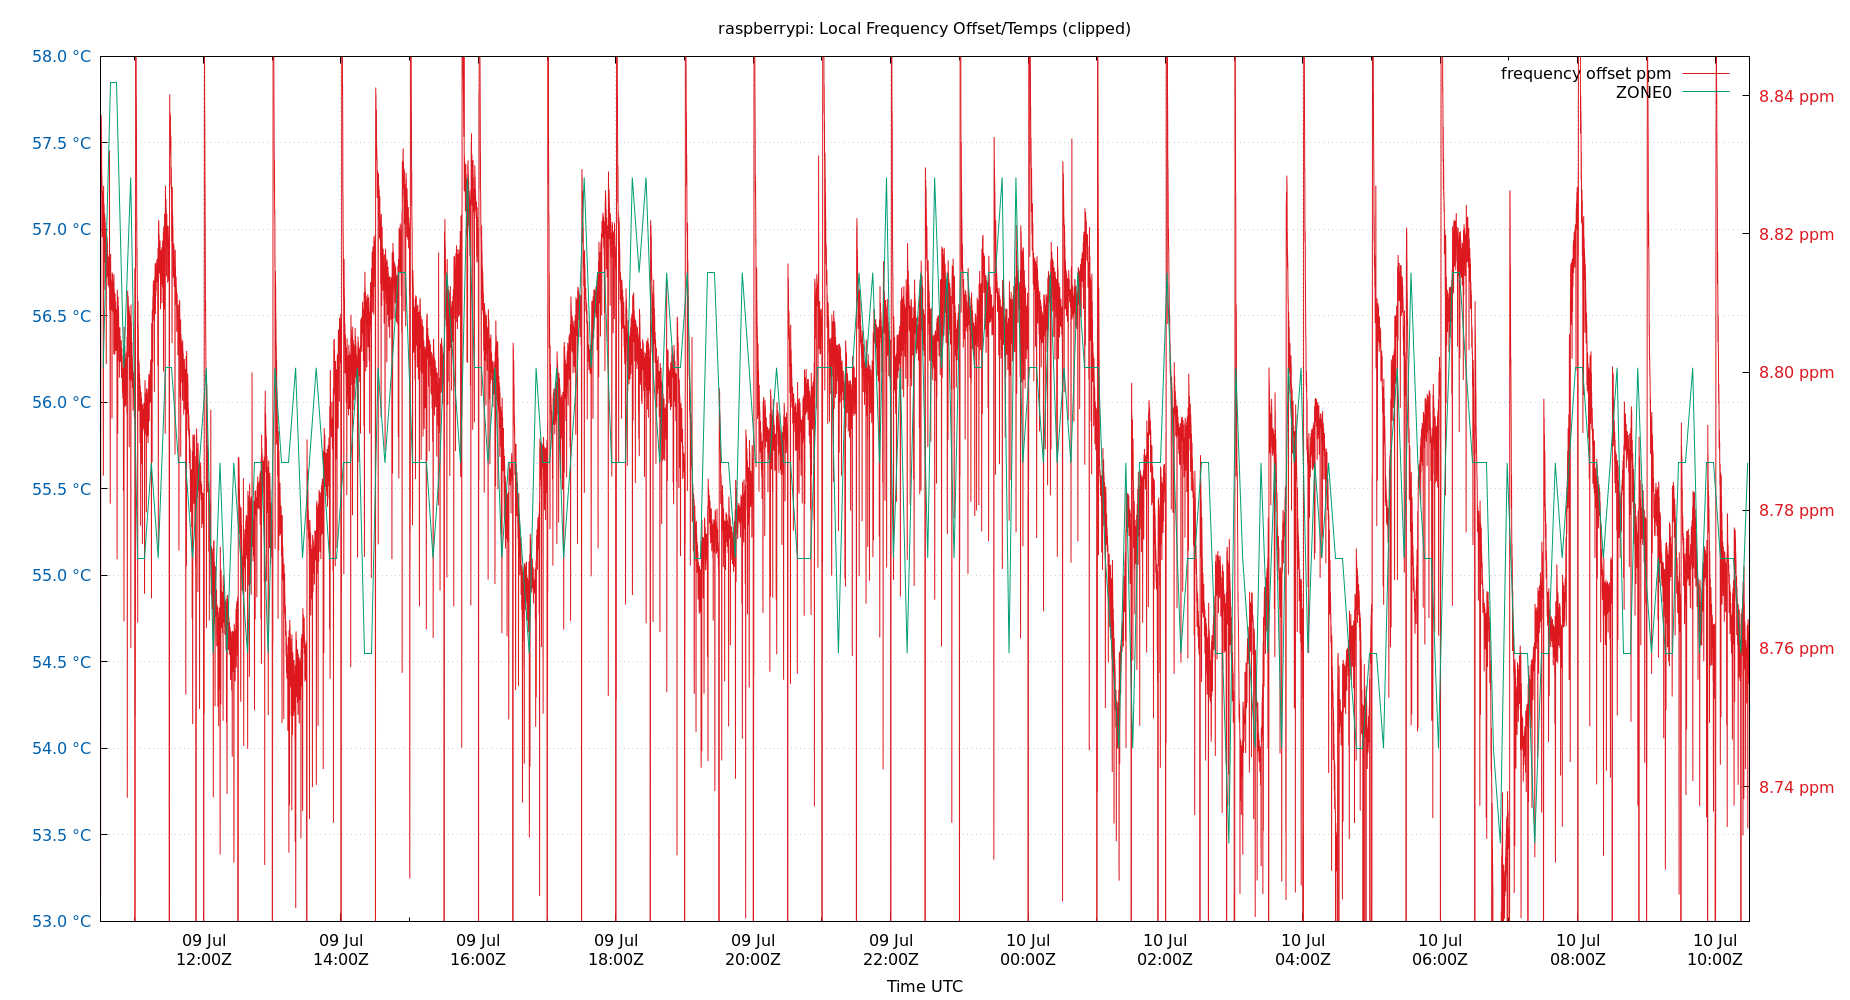 raspberrypi: Local Frequency Offset/Temps (clipped)
58.0 °C
57.5 °C
57.0 °C
56.5 °C
56.0 °C
55.5 °C
55.0 °C
54.5 °C
54.0 °C
53.5 °C
53.0 °C
frequency offset ppm
ZONE0
8.84 ppm
8.82 ppm
8.80 ppm
8.78 ppm
8.76 ppm
8.74 ppm
09 Jul 09 Jul 09 Jul 09 Jul 09 Jul 09 Jul 10 Jul 10 Jul 10 Jul 10 Jul 10 Jul 10 Jul
12:00Z 14:00Z 16:00Z 18:00Z 20:00Z 22:00Z 00:00Z 02:00Z 04:00Z 06:00Z 08:00Z 10:00Z
Time UTC